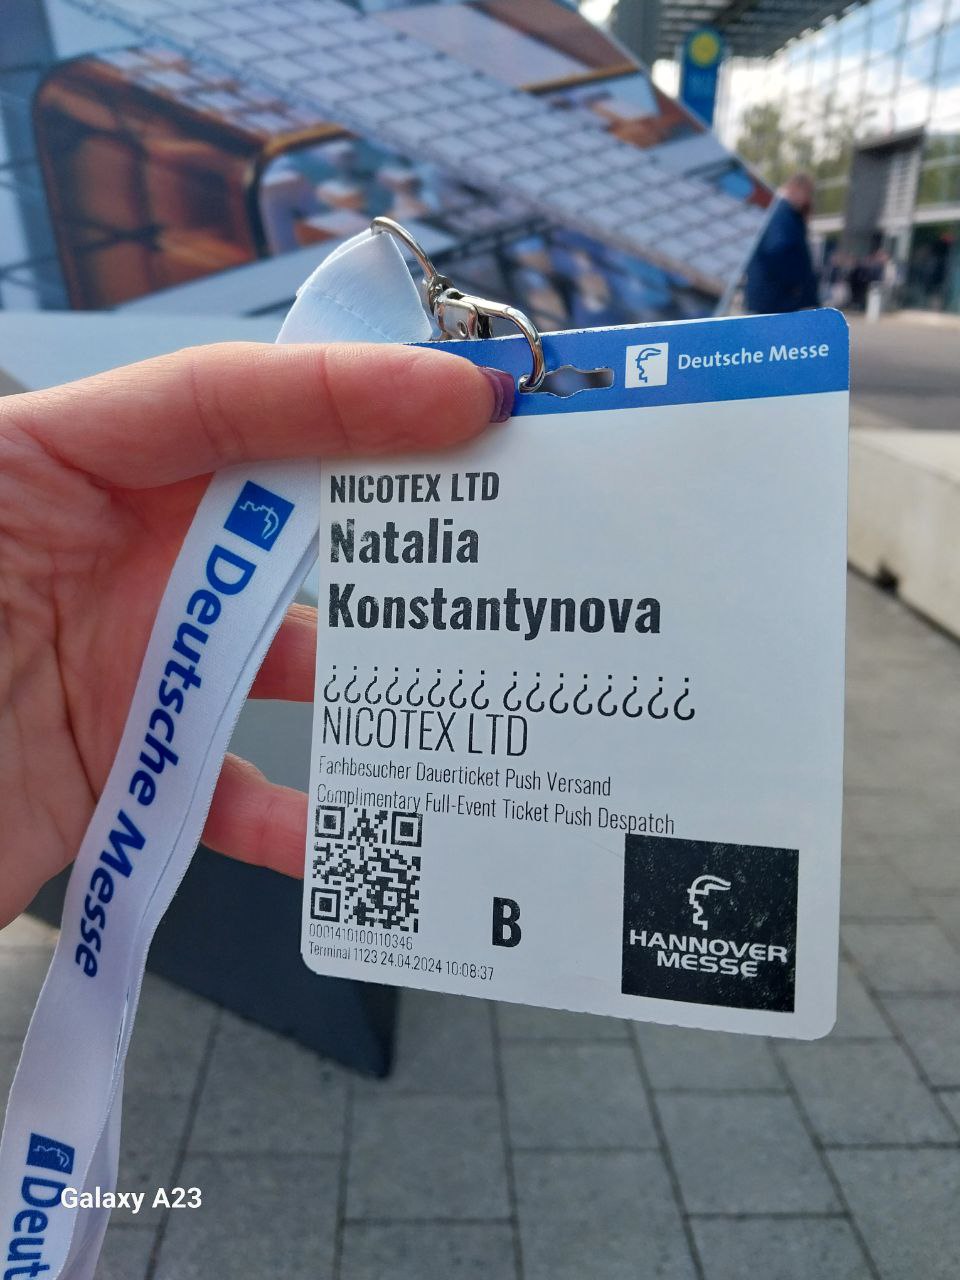 Deutsche Messe
NICOTEX LTD
Natalia
Konstantynova
¿¿¿¿¿¿¿¿ ¿¿¿¿¿¿¿¿
NICOTEX LTD
Fachbesucher Dauerticket Push Versand
Complimentary Full-Event Ticket Push Despatch
B
0001410100110346
Terminal 1123 24.04.2024 10:08:37
HANNOVER
MESSE
Deutsche Messe
Deut
Galaxy A23